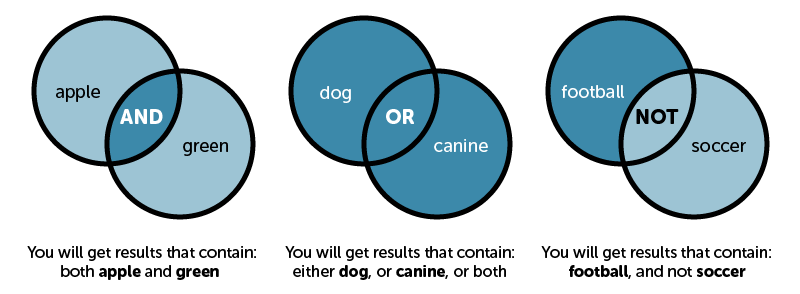 apple
AND
green
dog
OR
canine
football
NOT
soccer
You will get results that contain:
both apple and green
You will get results that contain:
either dog, or canine, or both
You will get results that contain:
football, and not soccer